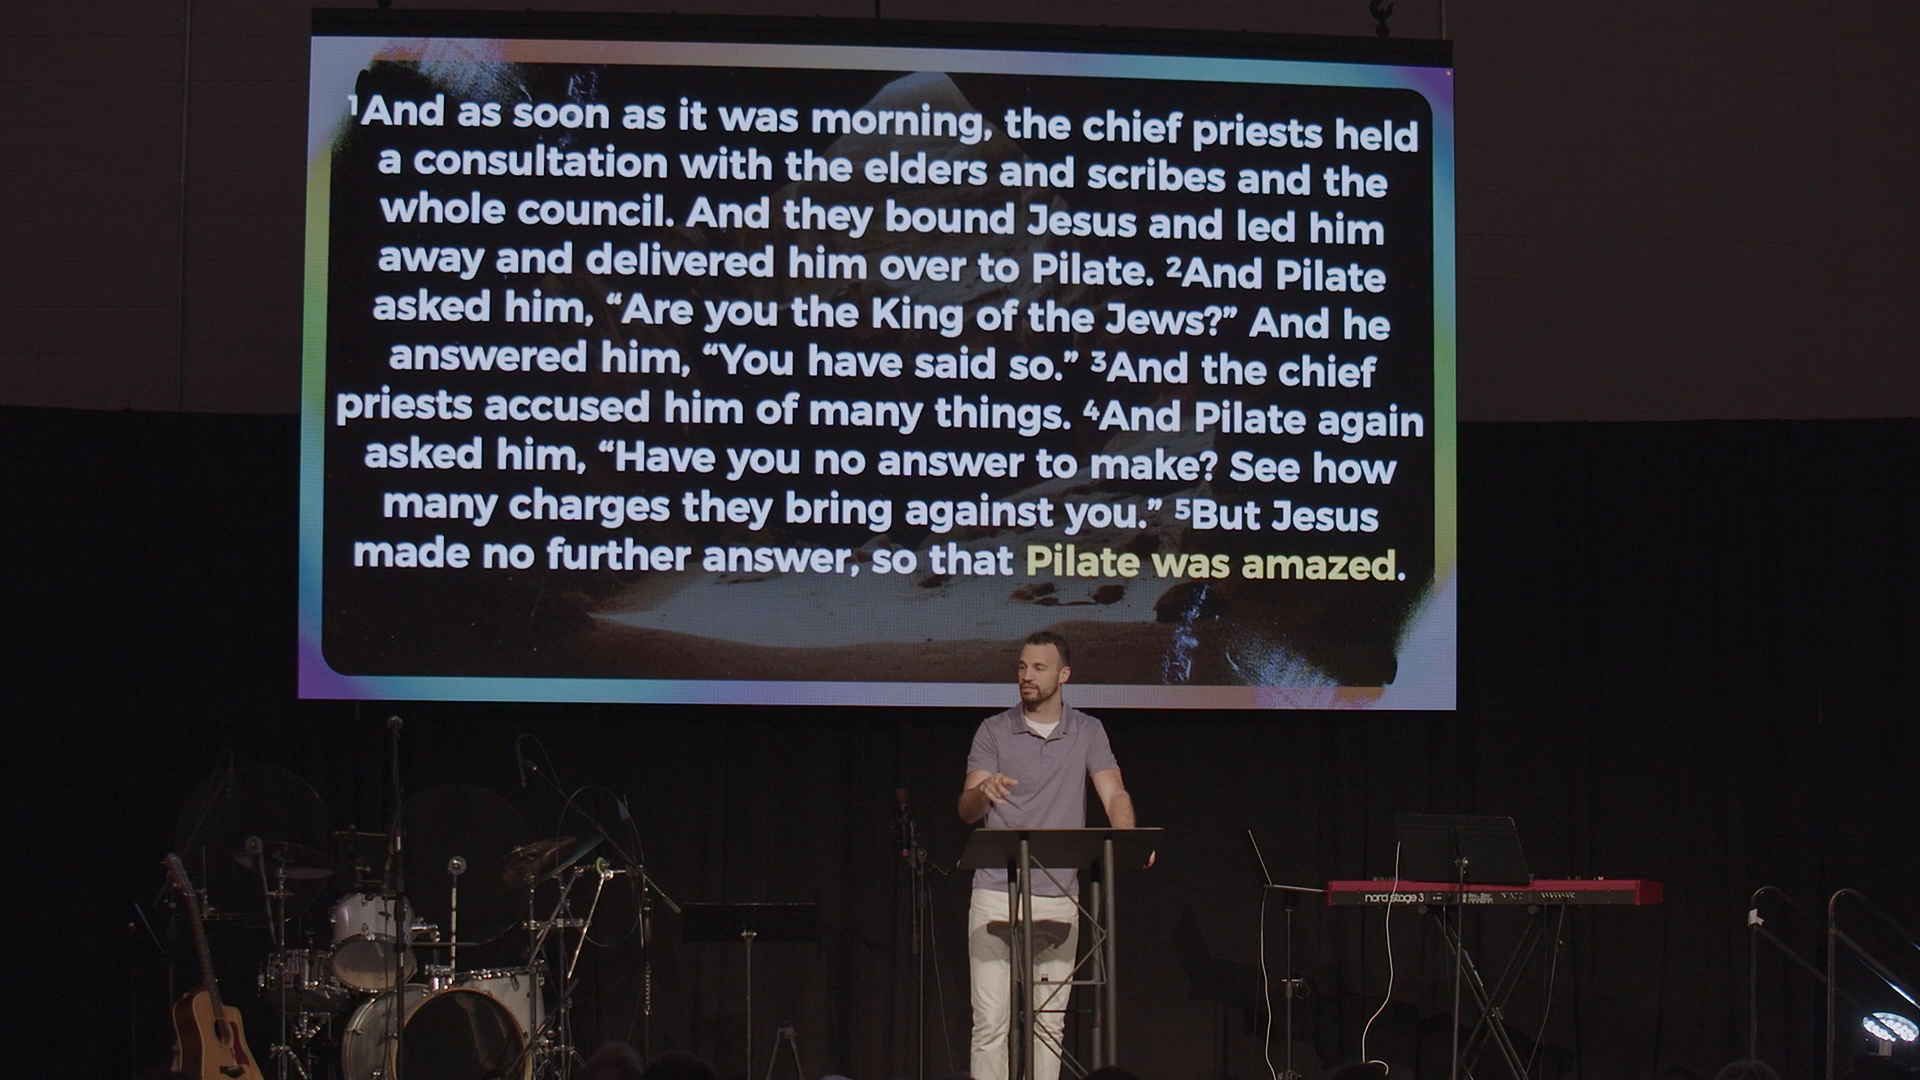 ¹And as soon as it was morning, the chief priests held
a consultation with the elders and scribes and the
whole council. And they bound Jesus and led him
away and delivered him over to Pilate. ²And Pilate
asked him, “Are you the King of the Jews?” And he
answered him, “You have said so.” ³And the chief
priests accused him of many things. ⁴And Pilate again
asked him, “Have you no answer to make? See how
many charges they bring against you.” ⁵But Jesus
made no further answer, so that Pilate was amazed.
nord stage 3